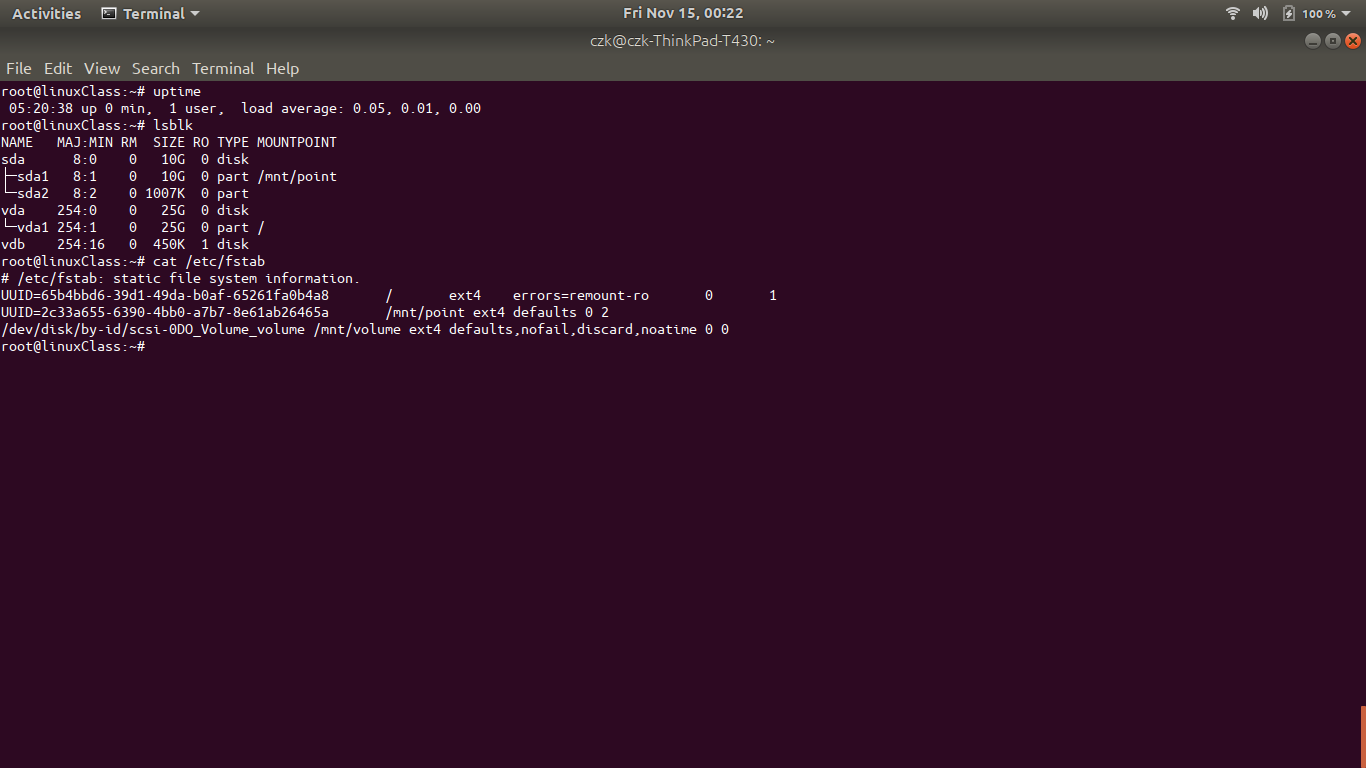 Activities Terminal Fri Nov 15, 00:22 100 %
czk@czk-ThinkPad-T430: ~
File Edit View Search Terminal Help
root@linuxClass:~# uptime
 05:20:38 up 0 min,  1 user,  load average: 0.05, 0.01, 0.00
root@linuxClass:~# lsblk
NAME   MAJ:MIN RM  SIZE RO TYPE MOUNTPOINT
sda      8:0    0   10G  0 disk
├─sda1   8:1    0   10G  0 part /mnt/point
└─sda2   8:2    0 1007K  0 part
vda    254:0    0   25G  0 disk
└─vda1 254:1    0   25G  0 part /
vdb    254:16   0  450K  1 disk
root@linuxClass:~# cat /etc/fstab
# /etc/fstab: static file system information.
UUID=65b4bbd6-39d1-49da-b0af-65261fa0b4a8       /       ext4    errors=remount-ro       0       1
UUID=2c33a655-6390-4bb0-a7b7-8e61ab26465a       /mnt/point ext4 defaults 0 2
/dev/disk/by-id/scsi-0DO_Volume_volume /mnt/volume ext4 defaults,nofail,discard,noatime 0 0
root@linuxClass:~#